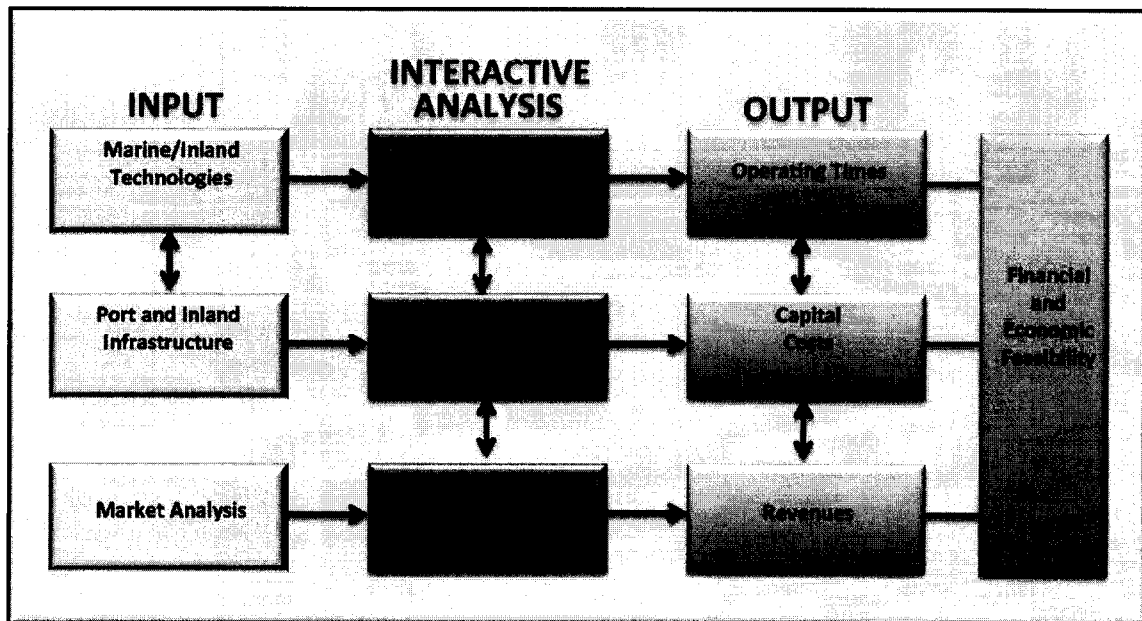 INPUT
INTERACTIVE
ANALYSIS
OUTPUT
Marine/Inland
Technologies
Operating Times
Port and Inland
Infrastructure
Capital
Costs
Market Analysis
Revenues
Financial
and
Economic
Feasibility